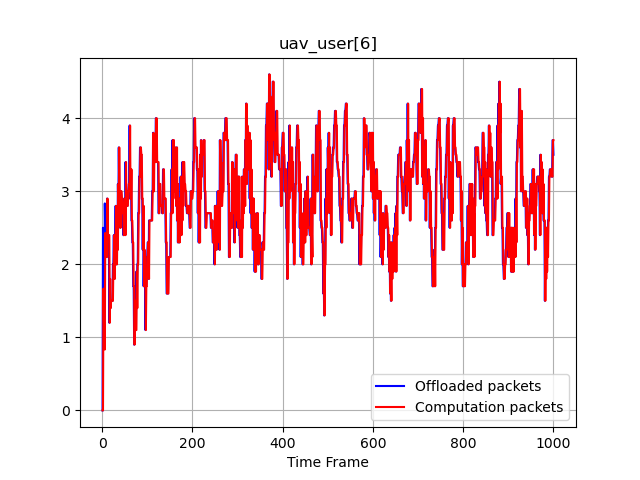 uav_user[6]
4
3
2
1
0
0 200 400 600 800 1000
Time Frame
Offloaded packets
Computation packets